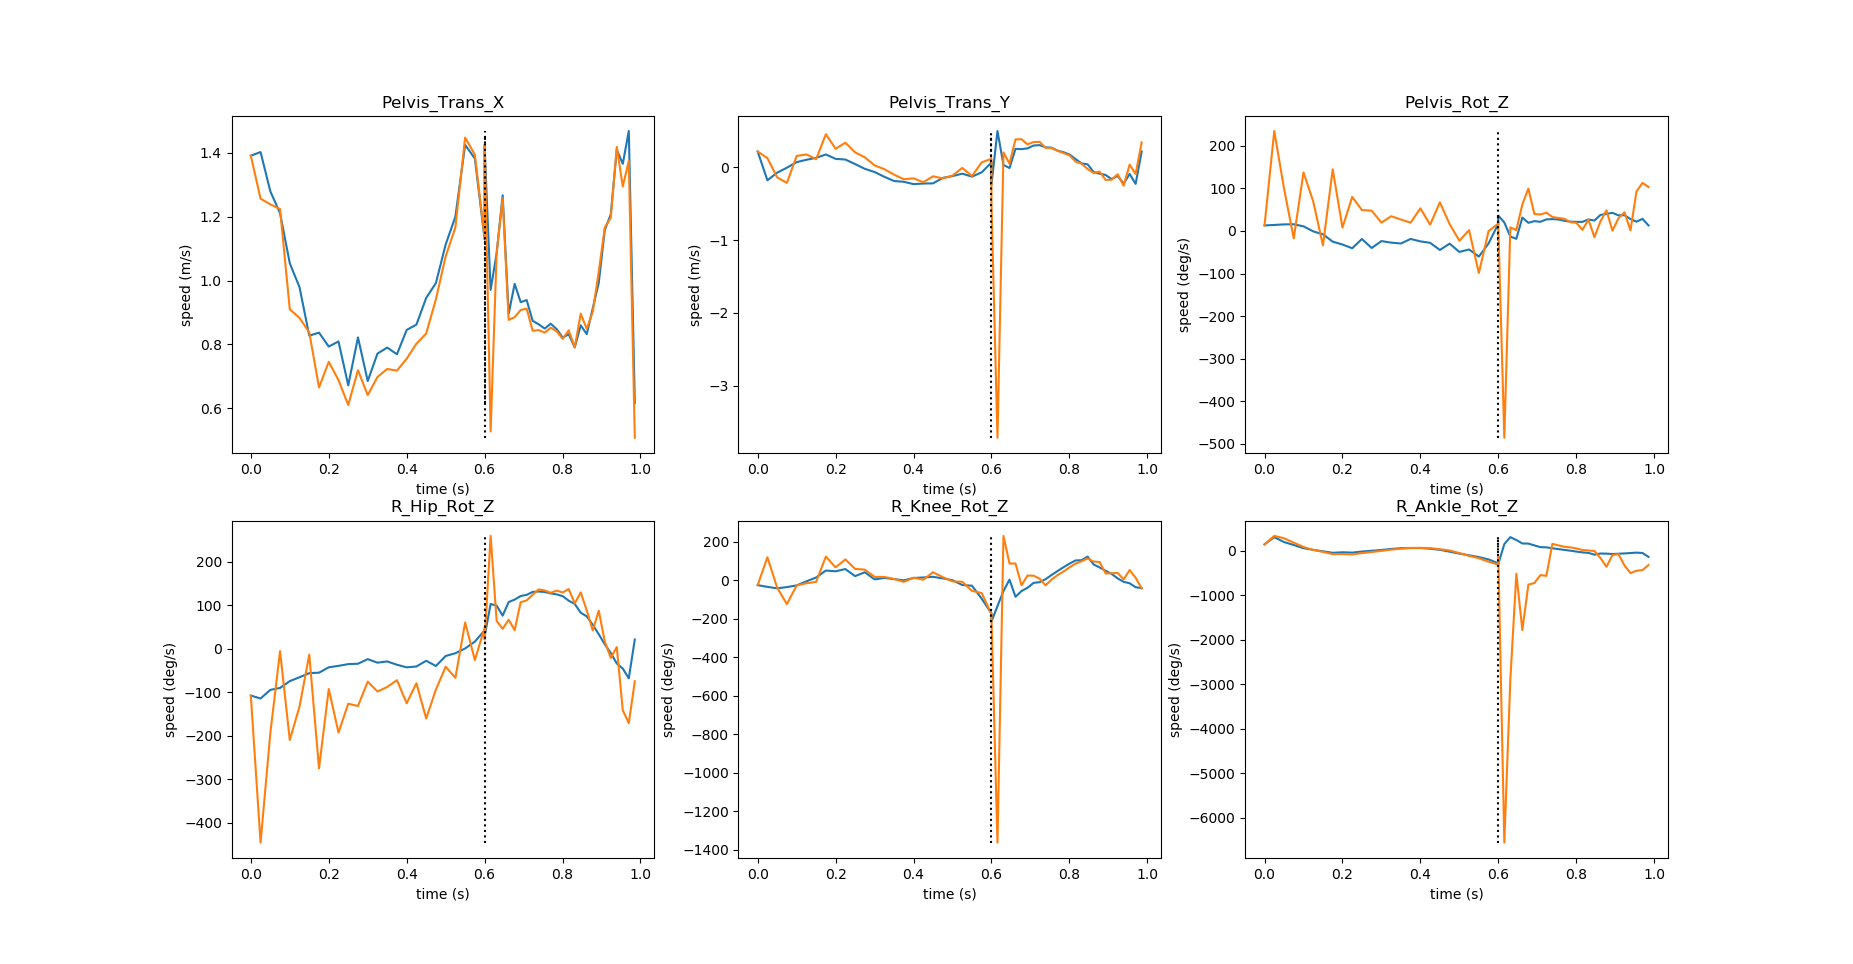 Pelvis_Trans_X
speed (m/s)
1.4
1.2
1.0
0.8
0.6
0.0 0.2 0.4 0.6 0.8 1.0
time (s)
Pelvis_Trans_Y
speed (m/s)
0
−1
−2
−3
0.0 0.2 0.4 0.6 0.8 1.0
time (s)
Pelvis_Rot_Z
speed (deg/s)
200
100
0
−100
−200
−300
−400
−500
0.0 0.2 0.4 0.6 0.8 1.0
time (s)
R_Hip_Rot_Z
speed (deg/s)
200
100
0
−100
−200
−300
−400
0.0 0.2 0.4 0.6 0.8 1.0
time (s)
R_Knee_Rot_Z
speed (deg/s)
200
0
−200
−400
−600
−800
−1000
−1200
−1400
0.0 0.2 0.4 0.6 0.8 1.0
time (s)
R_Ankle_Rot_Z
speed (deg/s)
0
−1000
−2000
−3000
−4000
−5000
−6000
0.0 0.2 0.4 0.6 0.8 1.0
time (s)